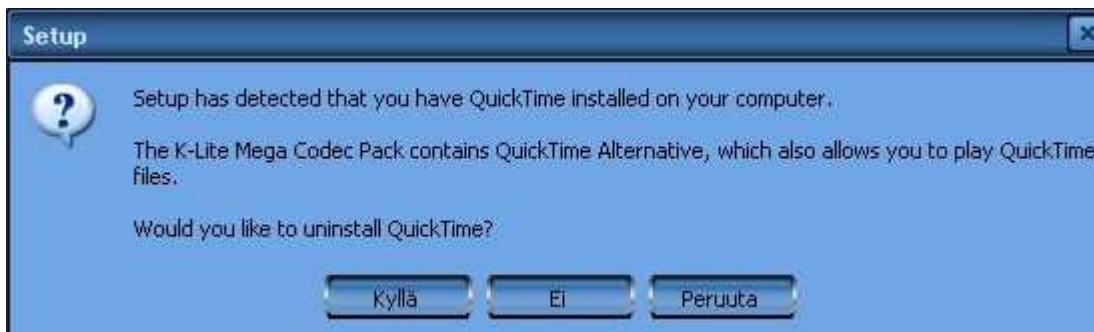 Setup
Setup has detected that you have QuickTime installed on your computer.
The K-Lite Mega Codec Pack contains QuickTime Alternative, which also allows you to play QuickTime
files.
Would you like to uninstall QuickTime?
Kyllä Ei Peruuta